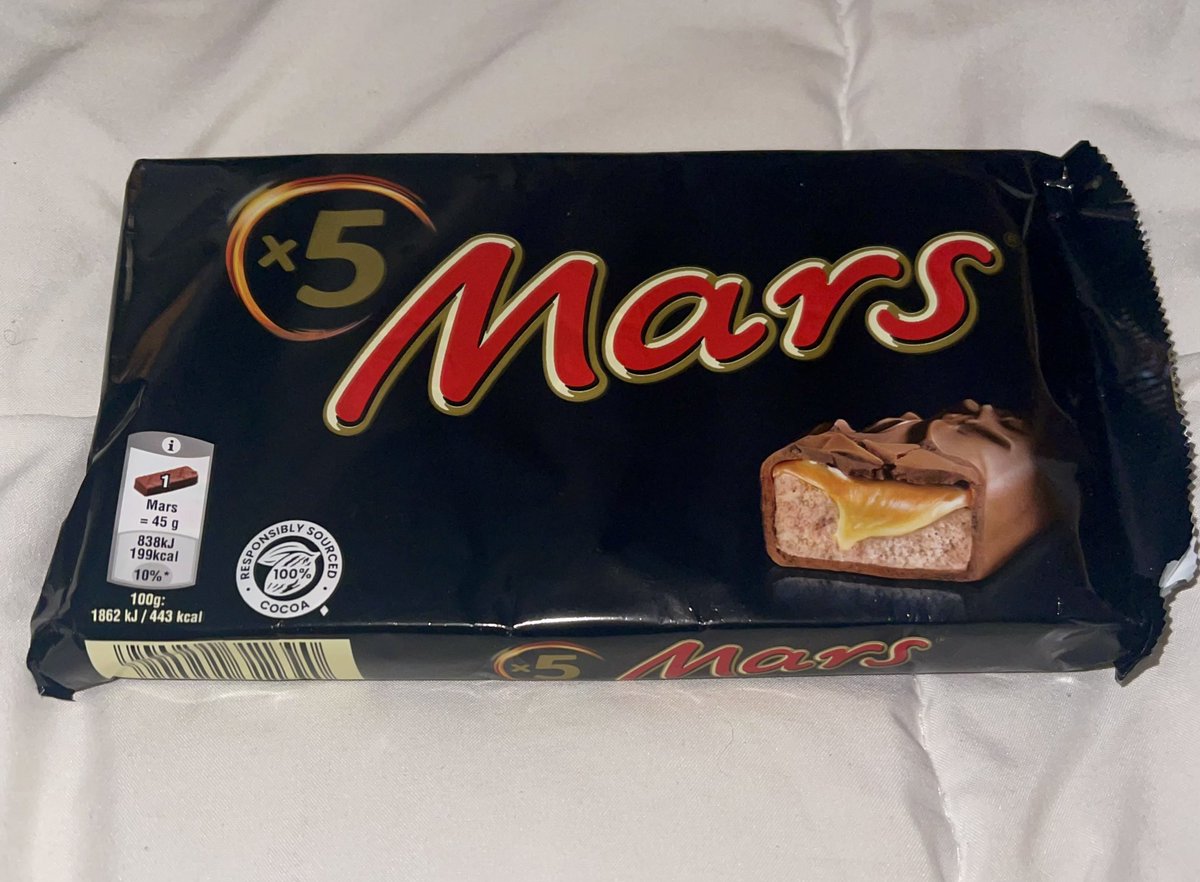 x5
Mars®
i
1
Mars
= 45 g
838kJ
199kcal
10%*
100g:
1862 kJ / 443 kcal
RESPONSIBLY SOURCED
100%
COCOA
x5
Mars